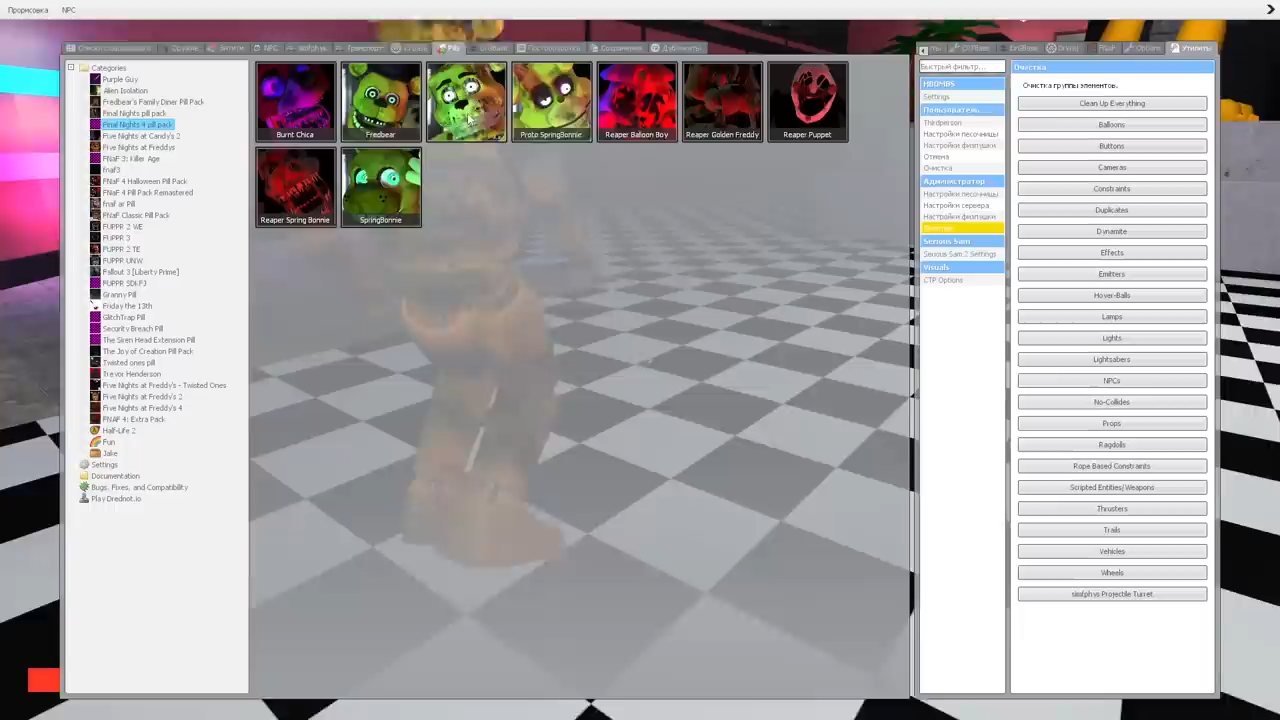 Прорисовка NPC
NPC
Pills
Опции
Утилиты
Categories
Purple Guy
Alien Isolation
Fredbear's Family Diner Pill Pack
Final Nights pill pack
Final Nights 4 pill pack
Five Nights at Candy's 2
Five Nights at Freddys
FNaF 3: Killer Age
fnaf3
FNaF 4 Halloween Pill Pack
FNaF 4 Pill Pack Remastered
fnaf ar Pill
FNaF Classic Pill Pack
FUPPR 2 WE
FUPPR 3
FUPPR 2 TE
FUPPR UNW
Fallout 3 [Liberty Prime]
FUPPR SDLFJ
Granny Pill
Friday the 13th
GlitchTrap Pill
Security Breach Pill
The Siren Head Extension Pill
The Joy of Creation Pill Pack
Twisted ones pill
Trevor Henderson
Five Nights at Freddy's - Twisted Ones
Five Nights at Freddy's 2
Five Nights at Freddy's 4
FNAF 4: Extra Pack
Half-Life 2
Fun
Jake
Settings
Documentation
Bugs, Fixes, and Compatibility
Play Drednot.io
Burnt Chica
Fredbear
Proto SpringBonnie
Reaper Balloon Boy
Reaper Golden Freddy
Reaper Puppet
Reaper Spring Bonnie
SpringBonnie
Быстрый фильтр...
Settings
Пользователь
Thirdperson
Настройки песочницы
Настройки физпушки
Отмена
Очистка
Администратор
Настройки песочницы
Настройки сервера
Настройки физпушки
Serious Sam
Serious Sam 2 Settings
Visuals
CTP Options
Очистка
Очистка группы элементов.
Clean Up Everything
Balloons
Buttons
Cameras
Constraints
Duplicates
Dynamite
Effects
Emitters
Hover-Balls
Lamps
Lights
Lightsabers
NPCs
No-Collides
Props
Ragdolls
Rope Based Constraints
Scripted Entities/Weapons
Thrusters
Trails
Vehicles
Wheels
simfphys Projectile Turret